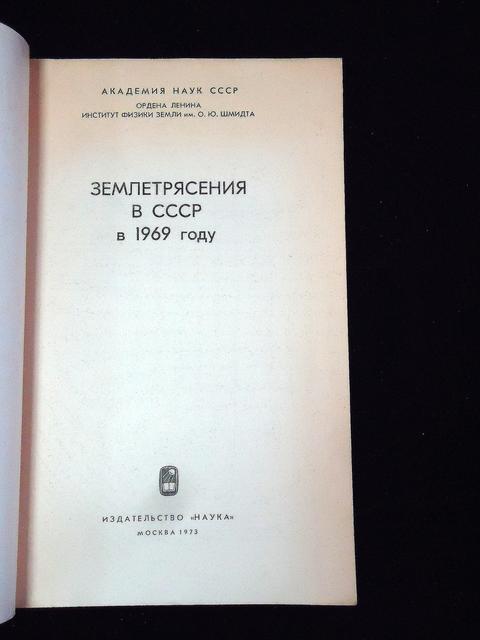 АКАДЕМИЯ НАУК СССР
ОРДЕНА ЛЕНИНА
ИНСТИТУТ ФИЗИКИ ЗЕМЛИ им. О. Ю. ШМИДТА
ЗЕМЛЕТРЯСЕНИЯ
В СССР
в 1969 году
ИЗДАТЕЛЬСТВО «НАУКА»
МОСКВА 1973